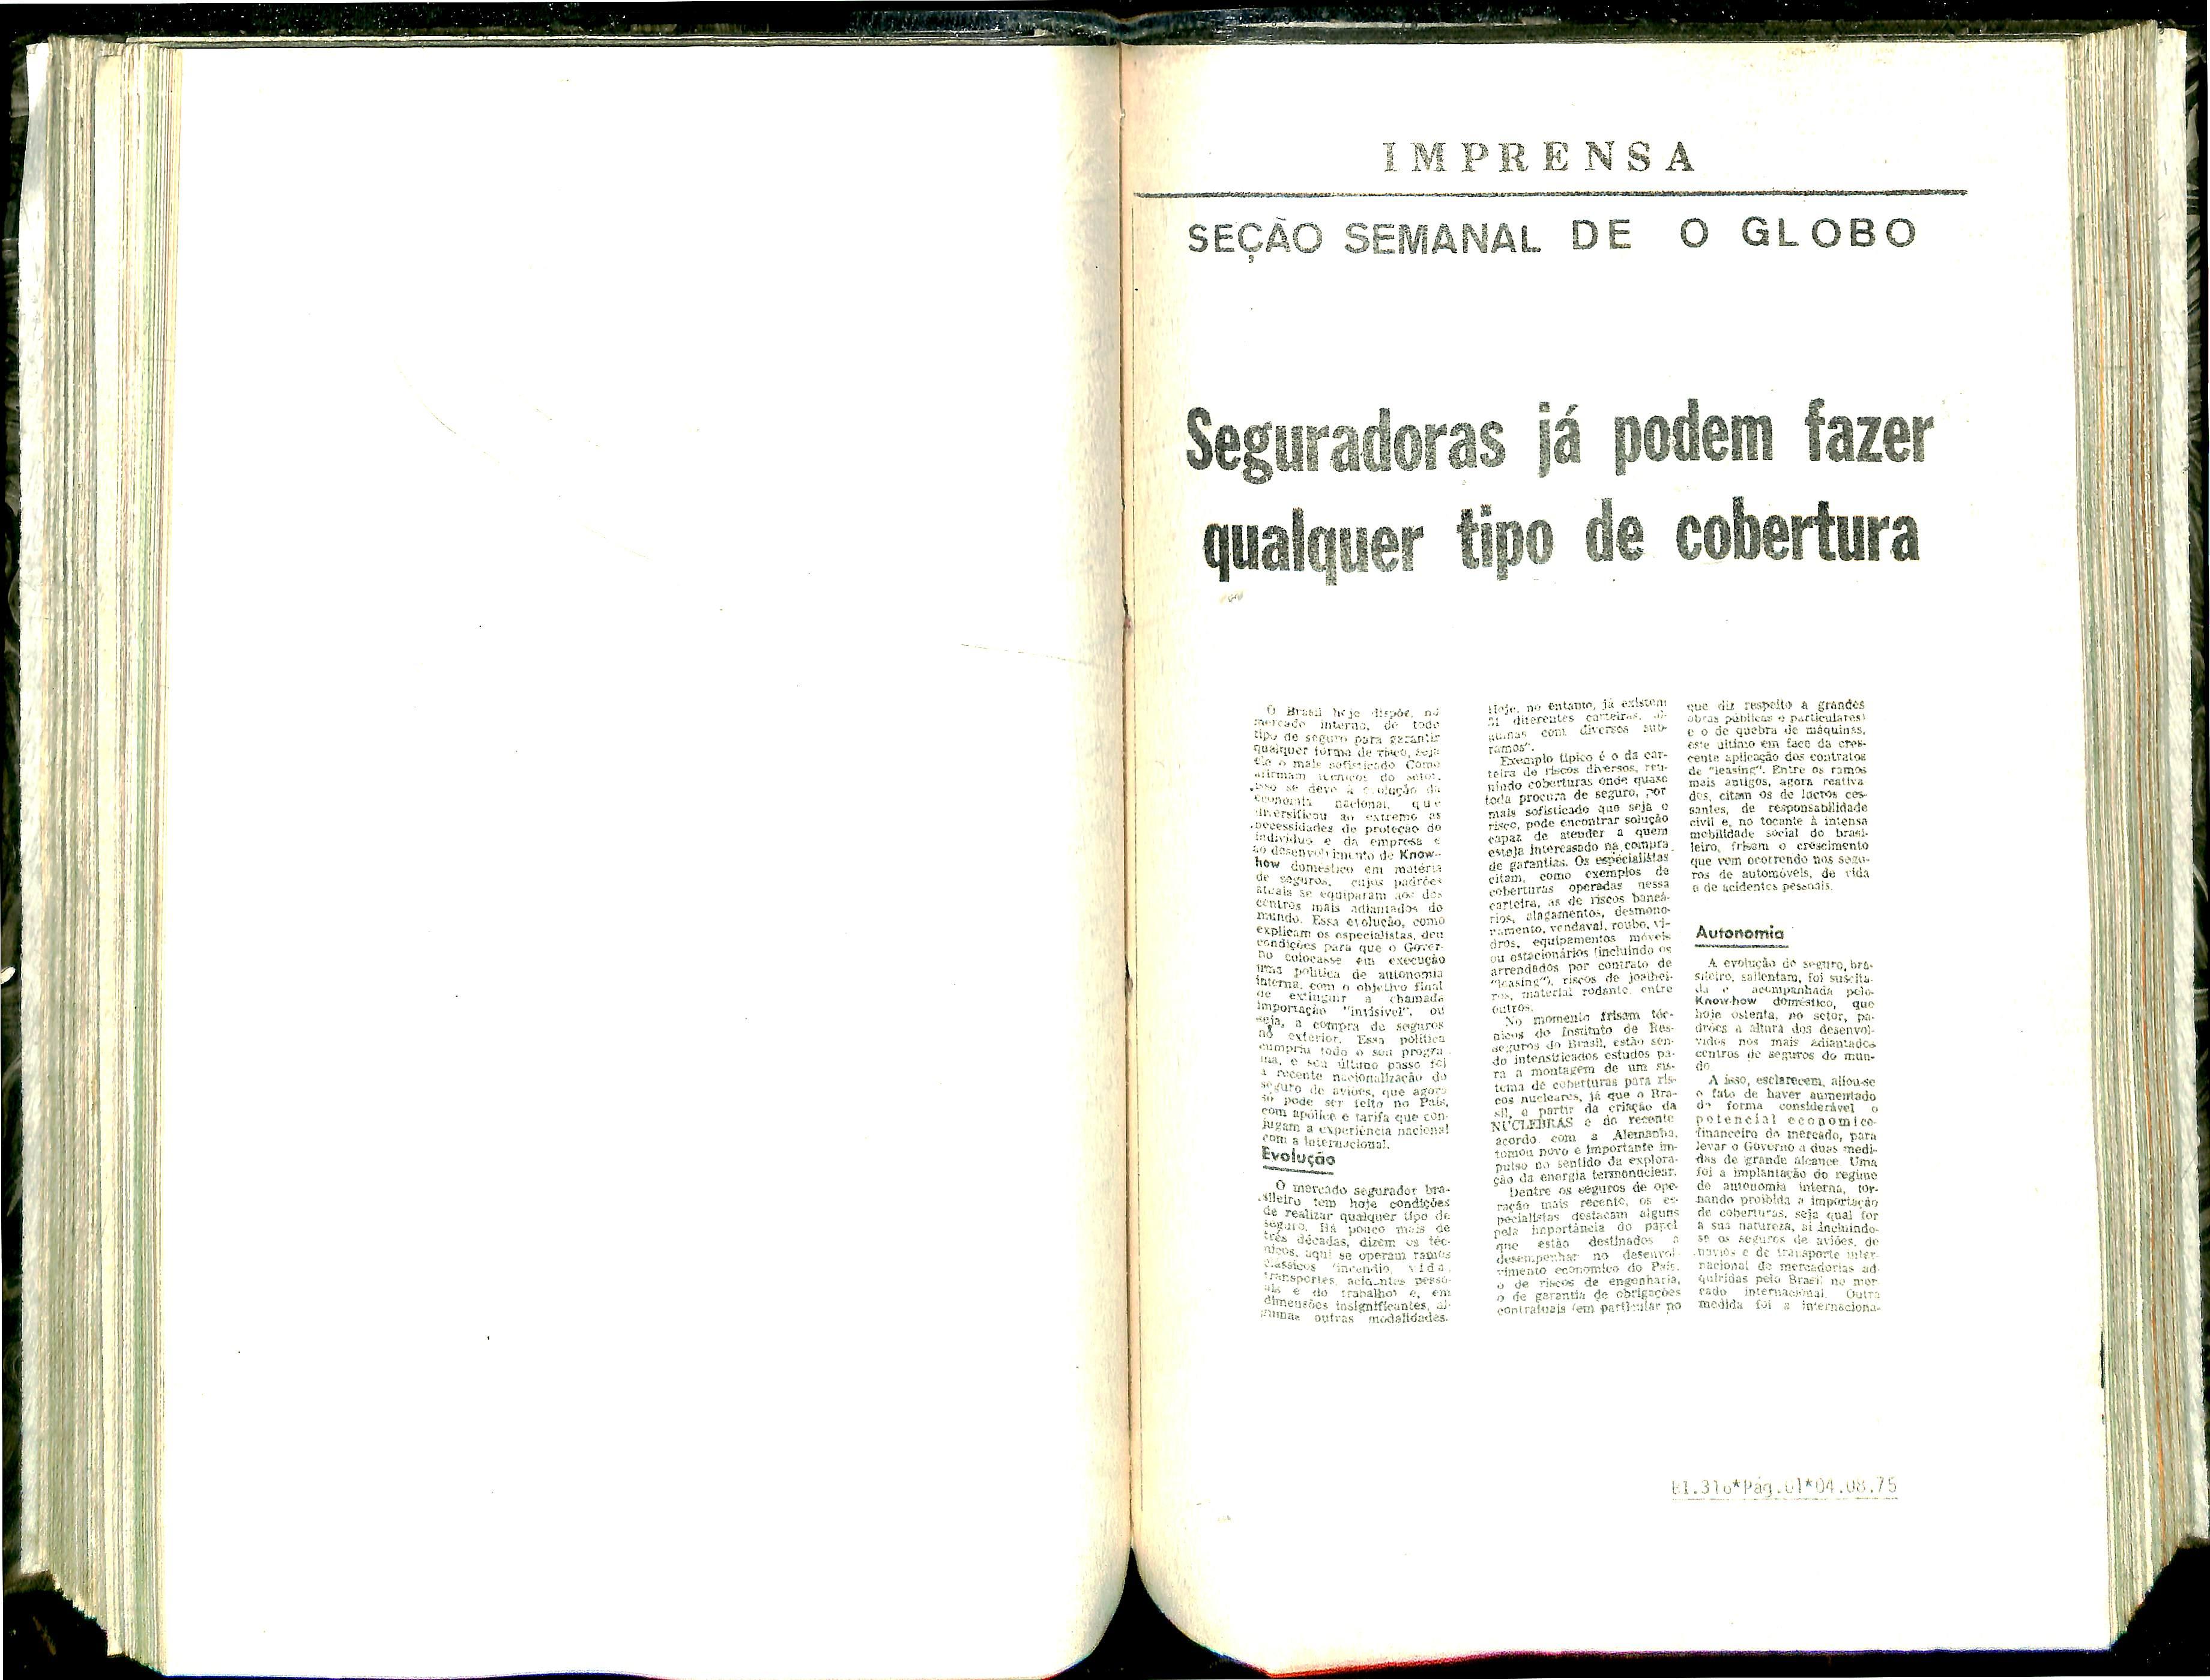 IMPRENSA
SEÇÃO SEMANAL DE O GLOBO
Seguradoras já podem fazer
qualquer tipo de cobertura
O Brasil hoje dispõe, no
mercado interno, de todo
tipo de seguro para garantir
qualquer forma de risco, seja
ele o mais sofisticado. Como
afirmam técnicos do setor,
isso se deve à evolução da
economia nacional, que
diversificou ao extremo as
necessidades de proteção do
indivíduo e da empresa e
ao desenvolvimento de Know-
how doméstico em matéria
de seguros, cujos padrões
atuais se equiparam aos dos
centros mais adiantados do
mundo. Essa evolução, como
explicam os especialistas, deu
condições para que o Gover-
no colocasse em execução
uma política de autonomia
interna, com o objetivo final
de extinguir a chamada
importação "invisível", ou
seja, a compra de seguros
no exterior. Essa política
cumpriu todo o seu progra-
ma, e seu último passo foi
a recente nacionalização do
seguro de aviões, que agora
só pode ser feito no País,
com apólice e tarifa que con-
jugam a experiência nacional
com a internacional.
Evolução
O mercado segurador bra-
sileiro tem hoje condições
de realizar qualquer tipo de
seguro. Há pouco mais de
três décadas, dizem os téc-
nicos, aqui se operam ramos
clássicos (incêndio, vida,
transportes, acidentes pesso-
ais e do trabalho) e, em
dimensões insignificantes, al-
gumas outras modalidades.
Hoje, no entanto, já existem
21 diferentes carteiras, al-
gumas com diversos sub-
ramos".
Exemplo típico é o da car-
teira de riscos diversos, reu-
nindo coberturas onde quase
toda procura de seguro, por
mais sofisticado que seja o
risco, pode encontrar solução
capaz de atender a quem
esteja interessado na compra
de garantias. Os especialistas
citam, como exemplos de
coberturas operadas nessa
carteira, as de riscos bancá-
rios, alagamentos, desmoro-
namento, vendaval, roubo, vi-
dros, equipamentos móveis
ou estacionários (incluindo os
arrendados por contrato de
"leasing"), riscos de joalhei-
ros, material rodante, entre
outros.
No momento frisam téc-
nicos do Instituto de Res-
seguros do Brasil, estão sen-
do intensificados estudos pa-
ra a montagem de um sis-
tema de coberturas para ris-
cos nucleares, já que o Bra-
sil, a partir da criação da
NUCLEBRAS e do recente
acordo com a Alemanha,
tomou novo e importante im-
pulso no sentido da explora-
ção da energia termonuclear.
Dentre os seguros de ope-
ração mais recente, os es-
pecialistas destacam alguns
pela importância do papel
que estão destinados a
desempenhar no desenvol-
vimento economico do País,
o de riscos de engenharia,
o de garantia de obrigações
contratuais (em particular no
que diz respeito a grandes
obras públicas e particulares)
e o de quebra de máquinas,
este último em face da cres-
cente aplicação dos contratos
de "leasing". Entre os ramos
mais antigos, agora reativa-
dos, citam os de lucros ces-
santes, de responsabilidade
civil e, no tocante à intensa
mobilidade social do brasi-
leiro, frisam o crescimento
que vem ocorrendo nos segu-
ros de automóveis, de vida
e de acidentes pessoais.
Autonomia
A evolução do seguro, bra-
sileiro, salientam, foi suscita-
da e acompanhada pelo
Know-how doméstico, que
hoje ostenta, no setor, pa-
drões a altura dos desenvol-
vidos nos mais adiantados
centros de seguros do mun-
do.
A isso, esclarecem, aliou-se
o fato de haver aumentado
de forma considerável o
potencial economico-
financeiro do mercado, para
levar o Governo a duas medi-
das de grande alcance. Uma
foi a implantação do regime
de autonomia interna, tor-
nando proibida a importação
de coberturas, seja qual for
a sua natureza, aí incluindo-
se os seguros de aviões, de
navios e de transporte inter-
nacional de mercadorias ad-
quiridas pelo Brasil no mer-
cado internacional. Outra
medida foi a internaciona-
BI.316*Pág.01*04.08.75